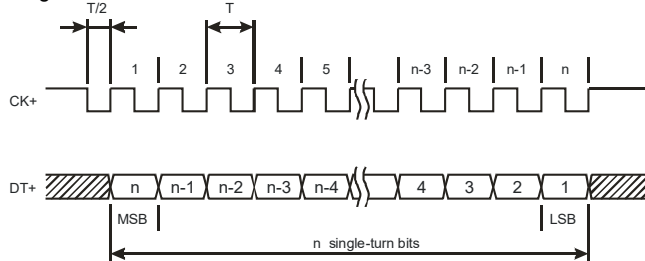 T/2 T
1 2 3 4 5 n-3 n-2 n-1 n
CK+
DT+ n n-1 n-2 n-3 n-4 4 3 2 1
MSB LSB
n single-turn bits